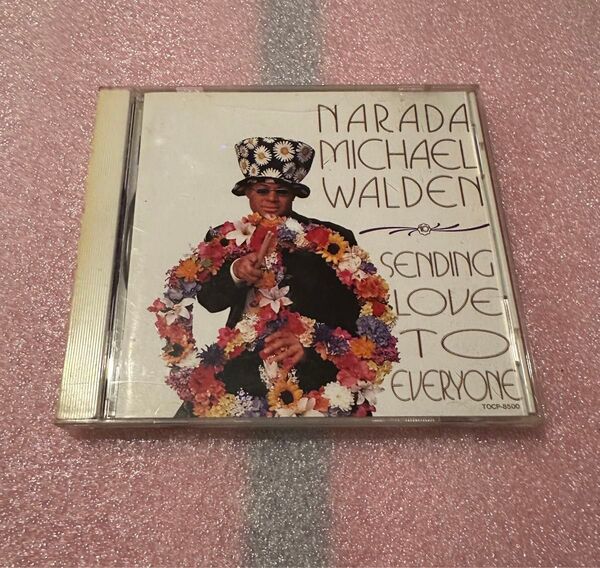 NARADA
MICHAEL
WALDEN
SENDING
LOVE
TO
EVERYONE
TOCP-8500